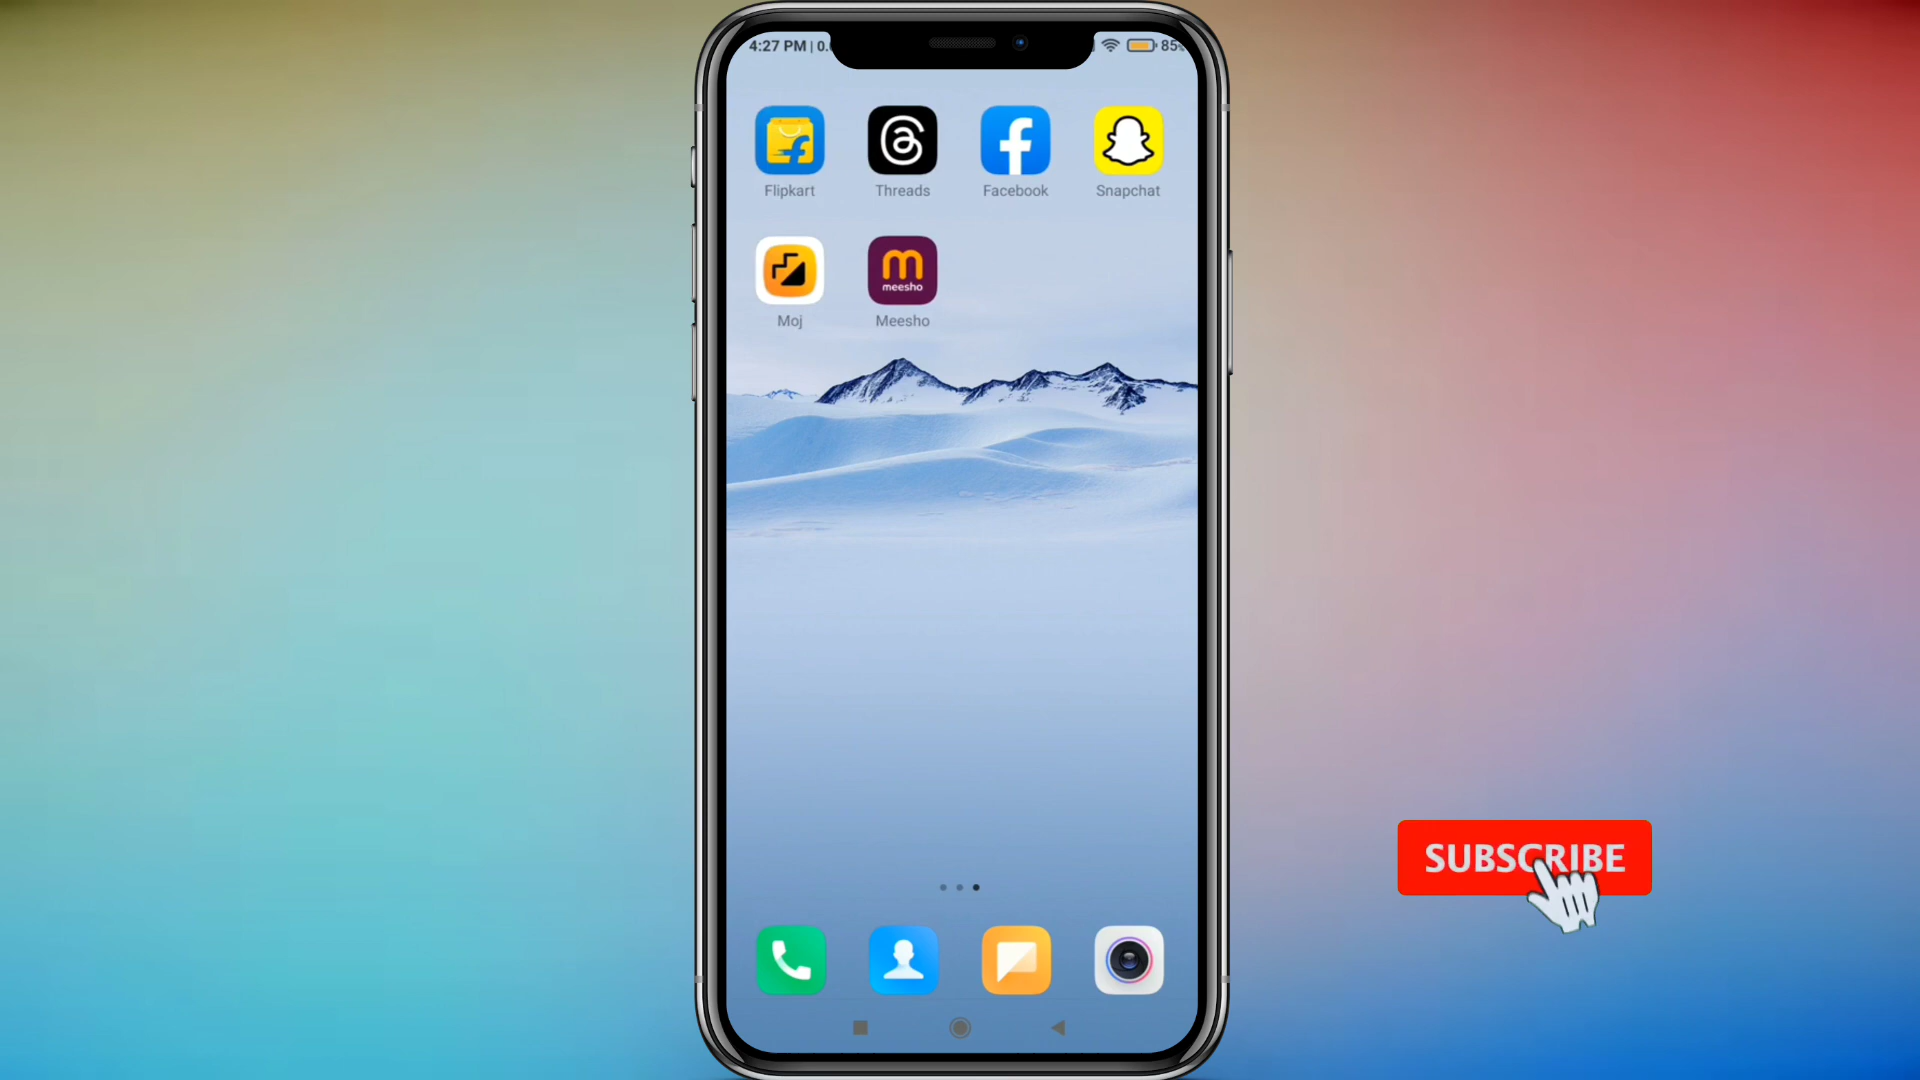 4:27 PM | 0. 85%
Flipkart Threads Facebook Snapchat
meesho
Moj Meesho
SUBSCRIBE